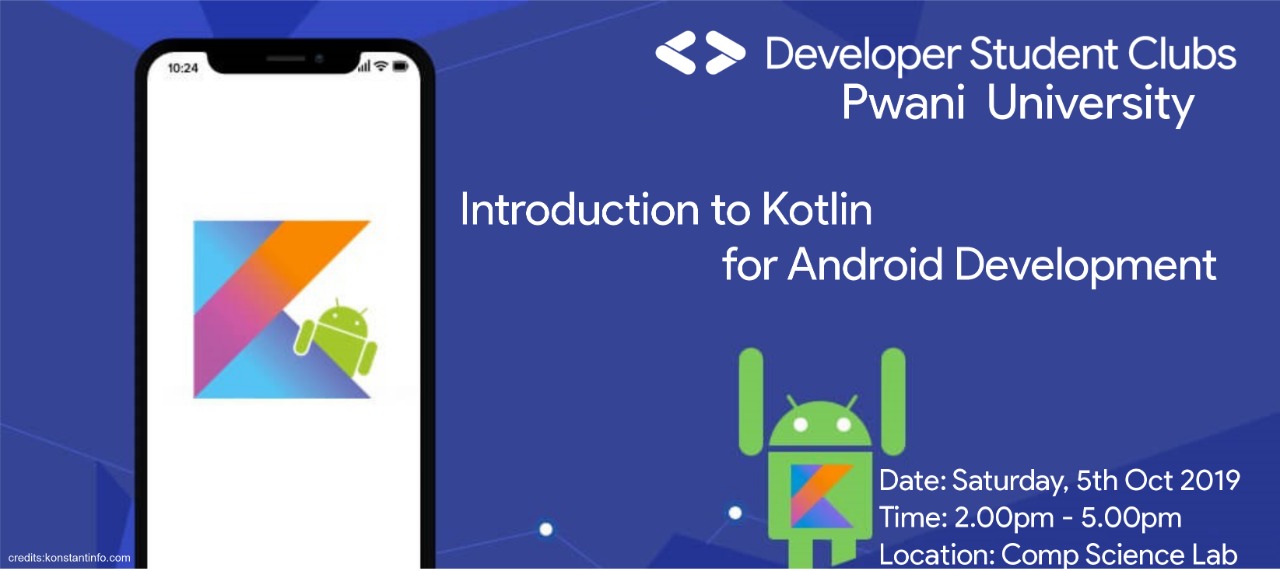 10:24
Developer Student Clubs
Pwani University
Introduction to Kotlin
for Android Development
Date: Saturday, 5th Oct 2019
Time: 2.00pm - 5.00pm
Location: Comp Science Lab
credits:konstantinfo.com